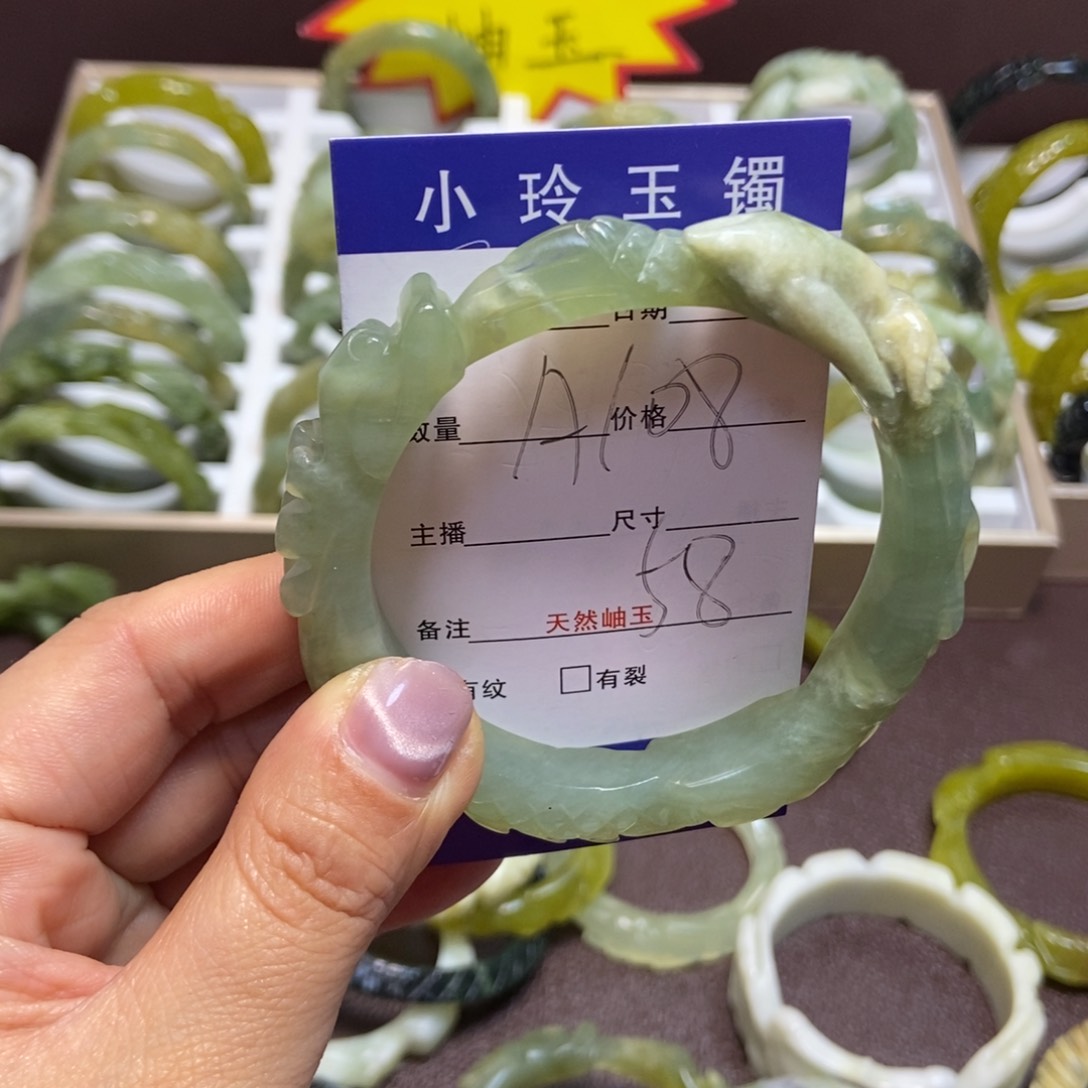 岫玉
小玲玉镯
日期
数量 A108 价格
主播 尺寸
58
备注 天然岫玉
有纹 □有裂